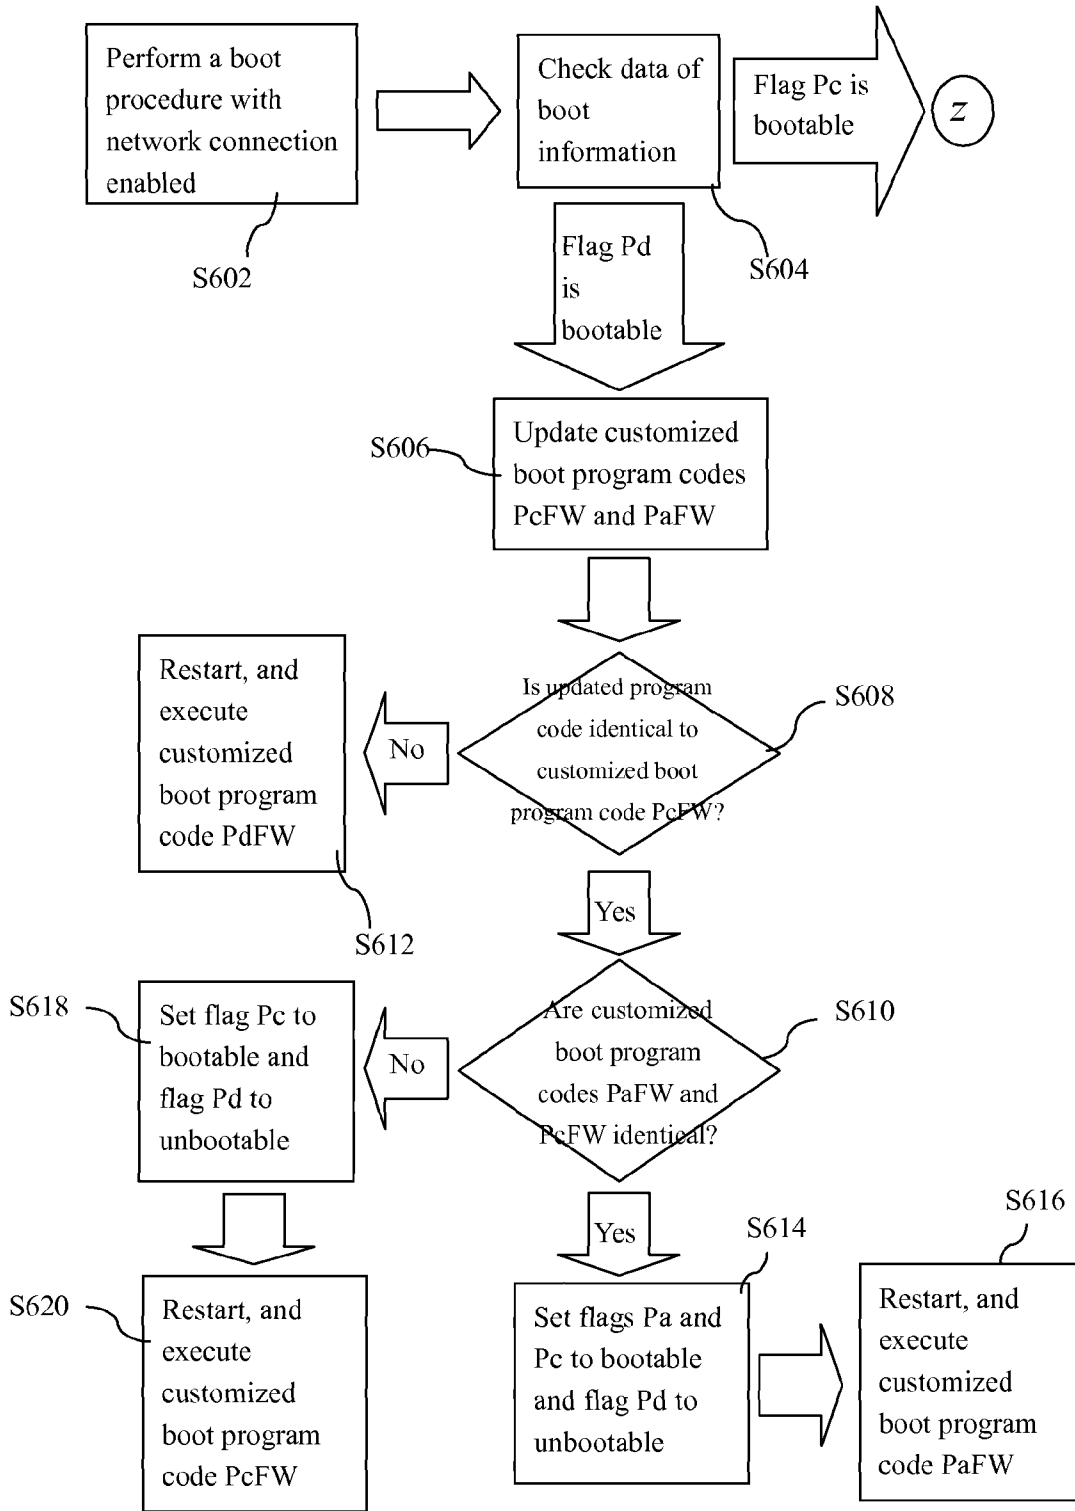 Perform a boot
procedure with
network connection
enabled
S602
Check data of
boot
information
S604
Flag Pc is
bootable
z
Flag Pd
is
bootable
S606
Update customized
boot program codes
PcFW and PaFW
Is updated program
code identical to
customized boot
program code PcFW?
S608
No
Restart, and
execute
customized
boot program
code PdFW
S612
Yes
Are customized
boot program
codes PaFW and
PcFW identical?
S610
No
S618
Set flag Pc to
bootable and
flag Pd to
unbootable
S620
Restart, and
execute
customized
boot program
code PcFW
Yes
S614
Set flags Pa and
Pc to bootable
and flag Pd to
unbootable
S616
Restart, and
execute
customized
boot program
code PaFW